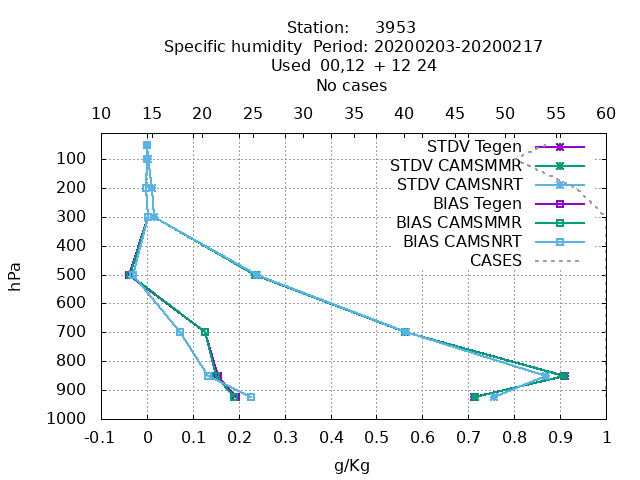 Station: 3953
Specific humidity Period: 20200203-20200217
Used 00,12 + 12 24
No cases
10 15 20 25 30 35 40 45 50 55 60
STDV Tegen
STDV CAMSMMR
STDV CAMSNRT
BIAS Tegen
BIAS CAMSMMR
BIAS CAMSNRT
CASES
hPa
100
200
300
400
500
600
700
800
900
1000
-0.1 0 0.1 0.2 0.3 0.4 0.5 0.6 0.7 0.8 0.9 1
g/Kg